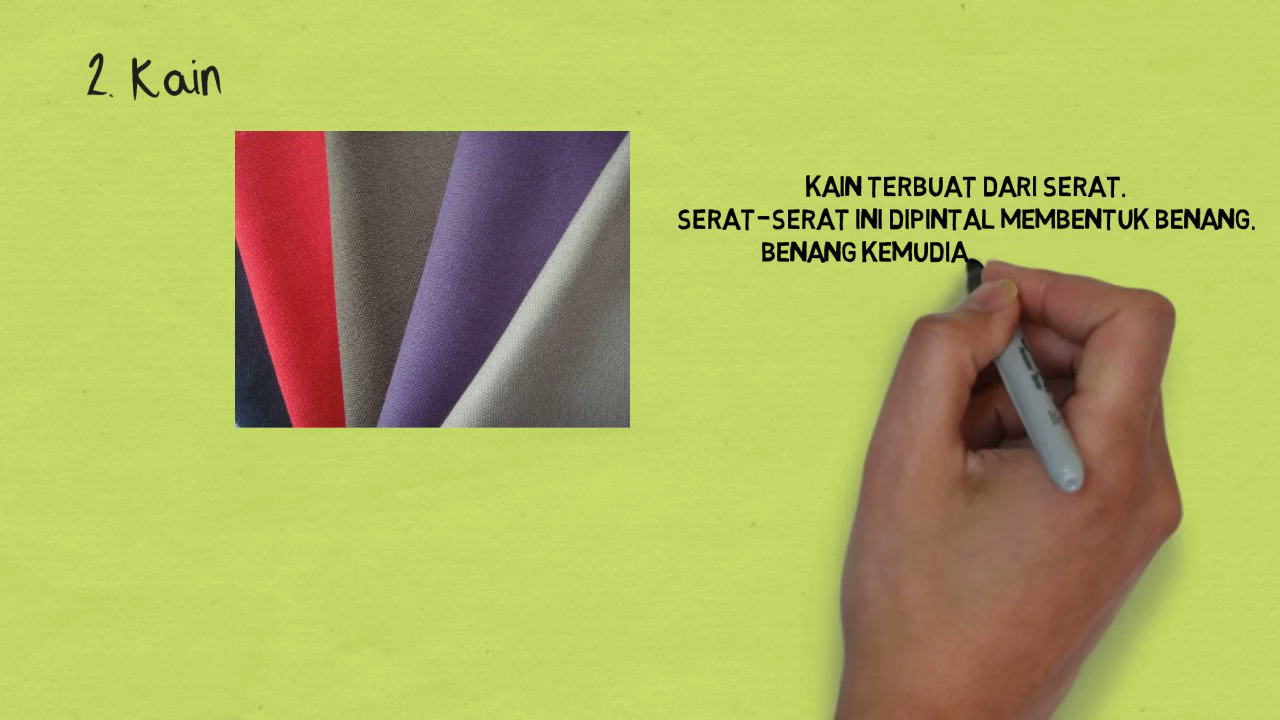 2. Kain
KAIN TERBUAT DARI SERAT.
SERAT-SERAT INI DIPINTAL MEMBENTUK BENANG.
BENANG KEMUDIA